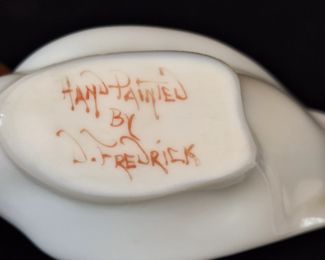 HAND PAINTED
BY
J. FREDRICK